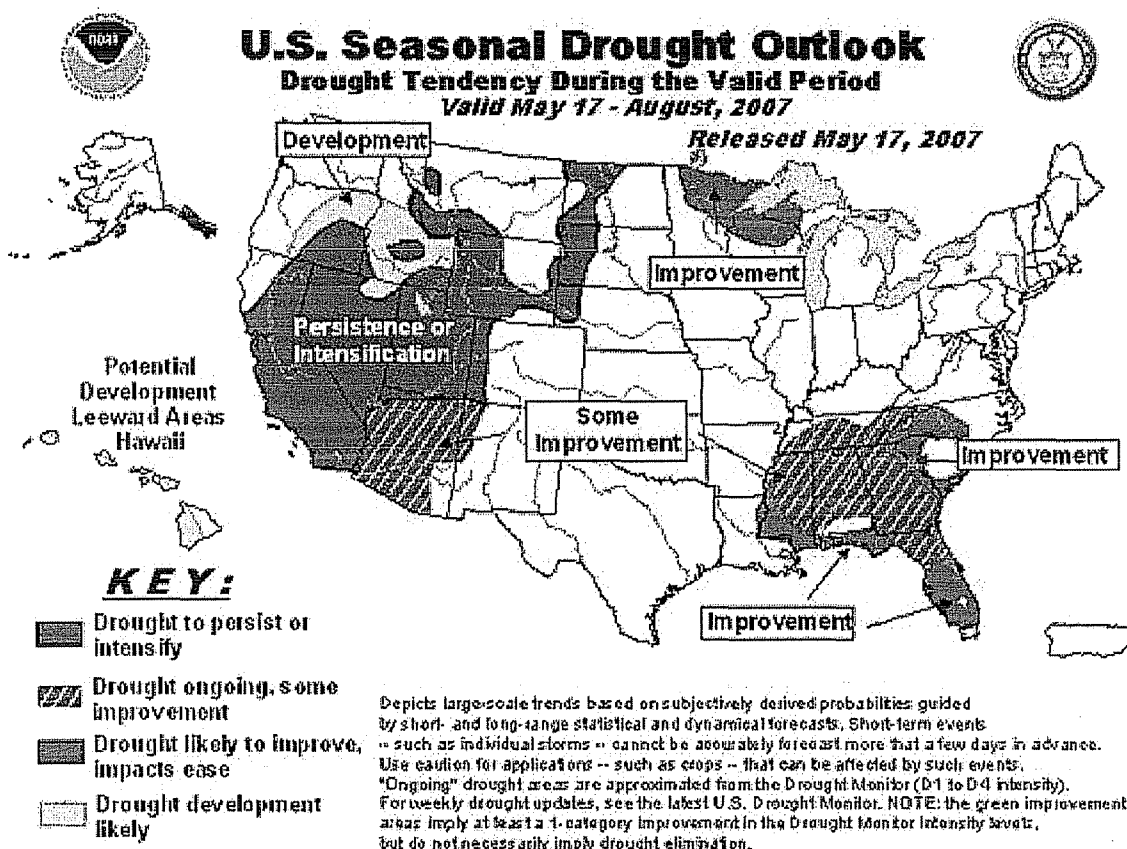 noaa
U.S. Seasonal Drought Outlook
Drought Tendency During the Valid Period
Valid May 17 - August, 2007
Released May 17, 2007
Development
Improvement
Persistence or
Intensification
Potential
Development
Leeward Areas
Hawaii
Some
Improvement
Improvement
Improvement
KEY:
Drought to persist or
intensify
Drought ongoing, some
improvement
Drought likely to improve,
impacts ease
Drought development
likely
Depicts large-scale trends based on subjectively derived probabilities guided
by short- and long-range statistical and dynamical forecasts. Short-term events
-- such as individual storms -- cannot be accurately forecast more that a few days in advance.
Use caution for applications -- such as crops -- that can be affected by such events.
"Ongoing" drought areas are approximated from the Drought Monitor (D1 to D4 intensity).
For weekly drought updates, see the latest U.S. Drought Monitor. NOTE: the green improvement
areas imply at least a 1-category improvement in the Drought Monitor intensity levels,
but do not necessarily imply drought elimination.